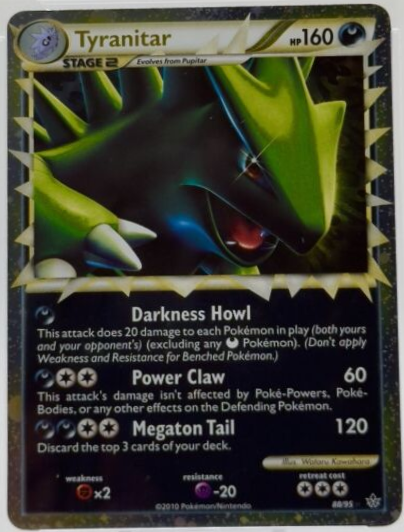 Tyranitar HP160
STAGE 2 Evolves from Pupitar
Darkness Howl
This attack does 20 damage to each Pokémon in play (both yours
and your opponent's) (excluding any Pokémon). (Don't apply
Weakness and Resistance for Benched Pokémon.)
Power Claw 60
This attack's damage isn't affected by Poké-Powers, Poké-
Bodies, or any other effects on the Defending Pokémon.
Megaton Tail 120
Discard the top 3 cards of your deck.
Illus. Wataru Kawahara
weakness resistance retreat cost
x2 -20
88/95
©2010 Pokémon/Nintendo